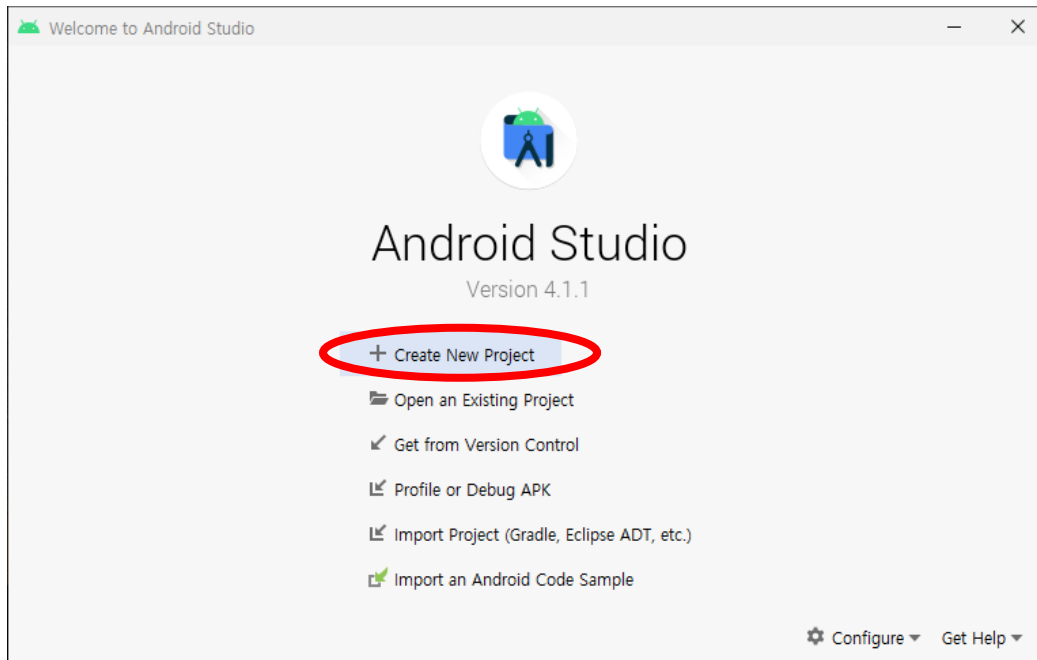 Welcome to Android Studio
Android Studio
Version 4.1.1
Create New Project
Open an Existing Project
Get from Version Control
Profile or Debug APK
Import Project (Gradle, Eclipse ADT, etc.)
Import an Android Code Sample
Configure Get Help